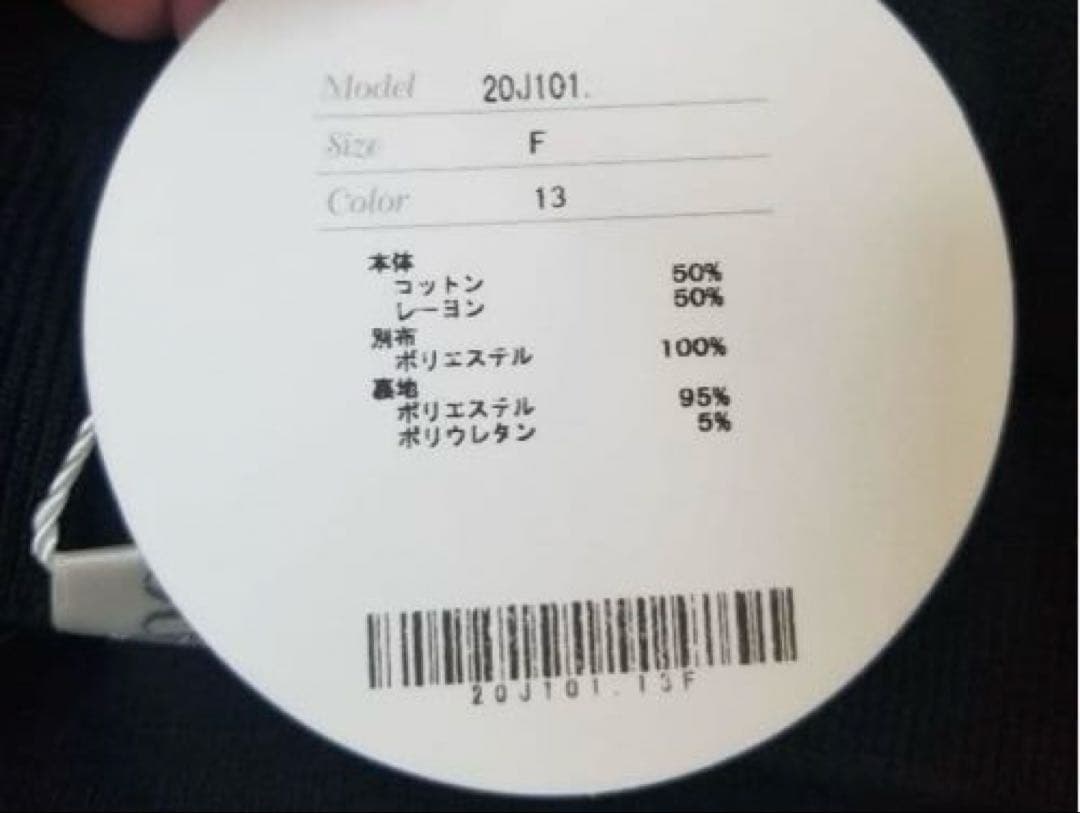 Model 20J101.
Size F
Color 13
本体
コットン 50%
レーヨン 50%
別布
ポリエステル 100%
裏地
ポリエステル 95%
ポリウレタン 5%
20J101.13F